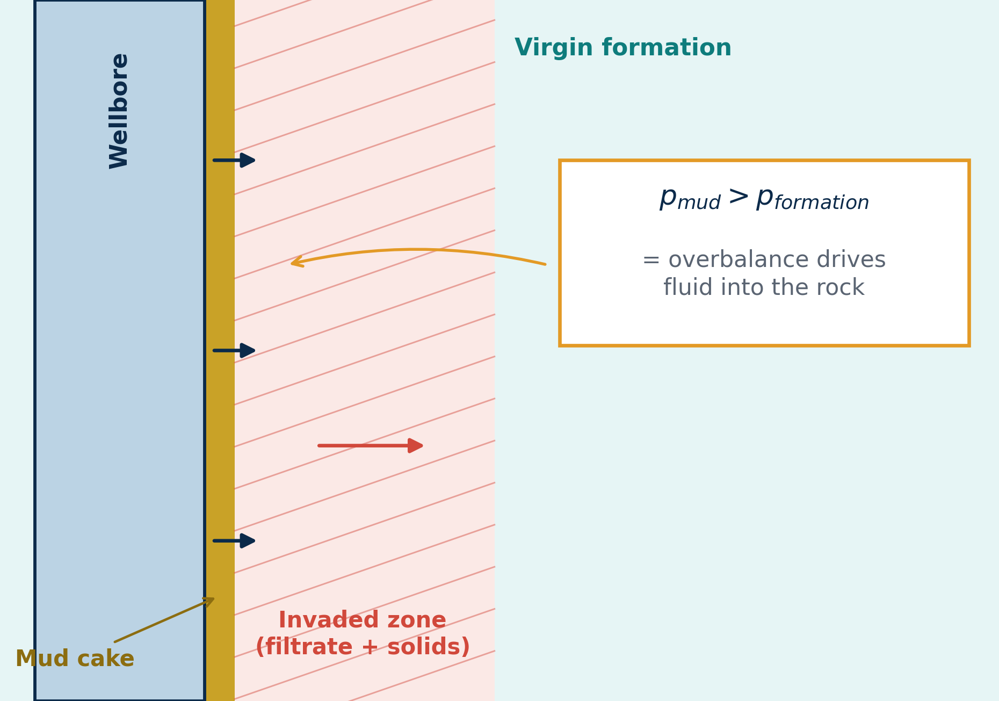 Virgin formation
Wellbore
p_mud > p_formation
= overbalance drives
fluid into the rock
Invaded zone
(filtrate + solids)
Mud cake